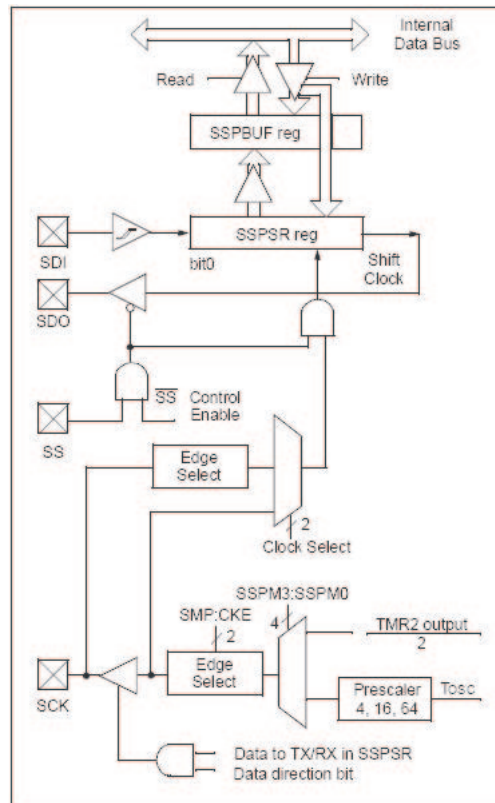 Internal
Data Bus
Read
Write
SSPBUF reg
SSPSR reg
SDI
bit0
Shift
Clock
SDO
SS
Control
Enable
SS
Edge
Select
2
Clock Select
SSPM3:SSPM0
SMP:CKE
4
TMR2 output
2
2
Edge
Select
Prescaler
4, 16, 64
Tosc
SCK
Data to TX/RX in SSPSR
Data direction bit